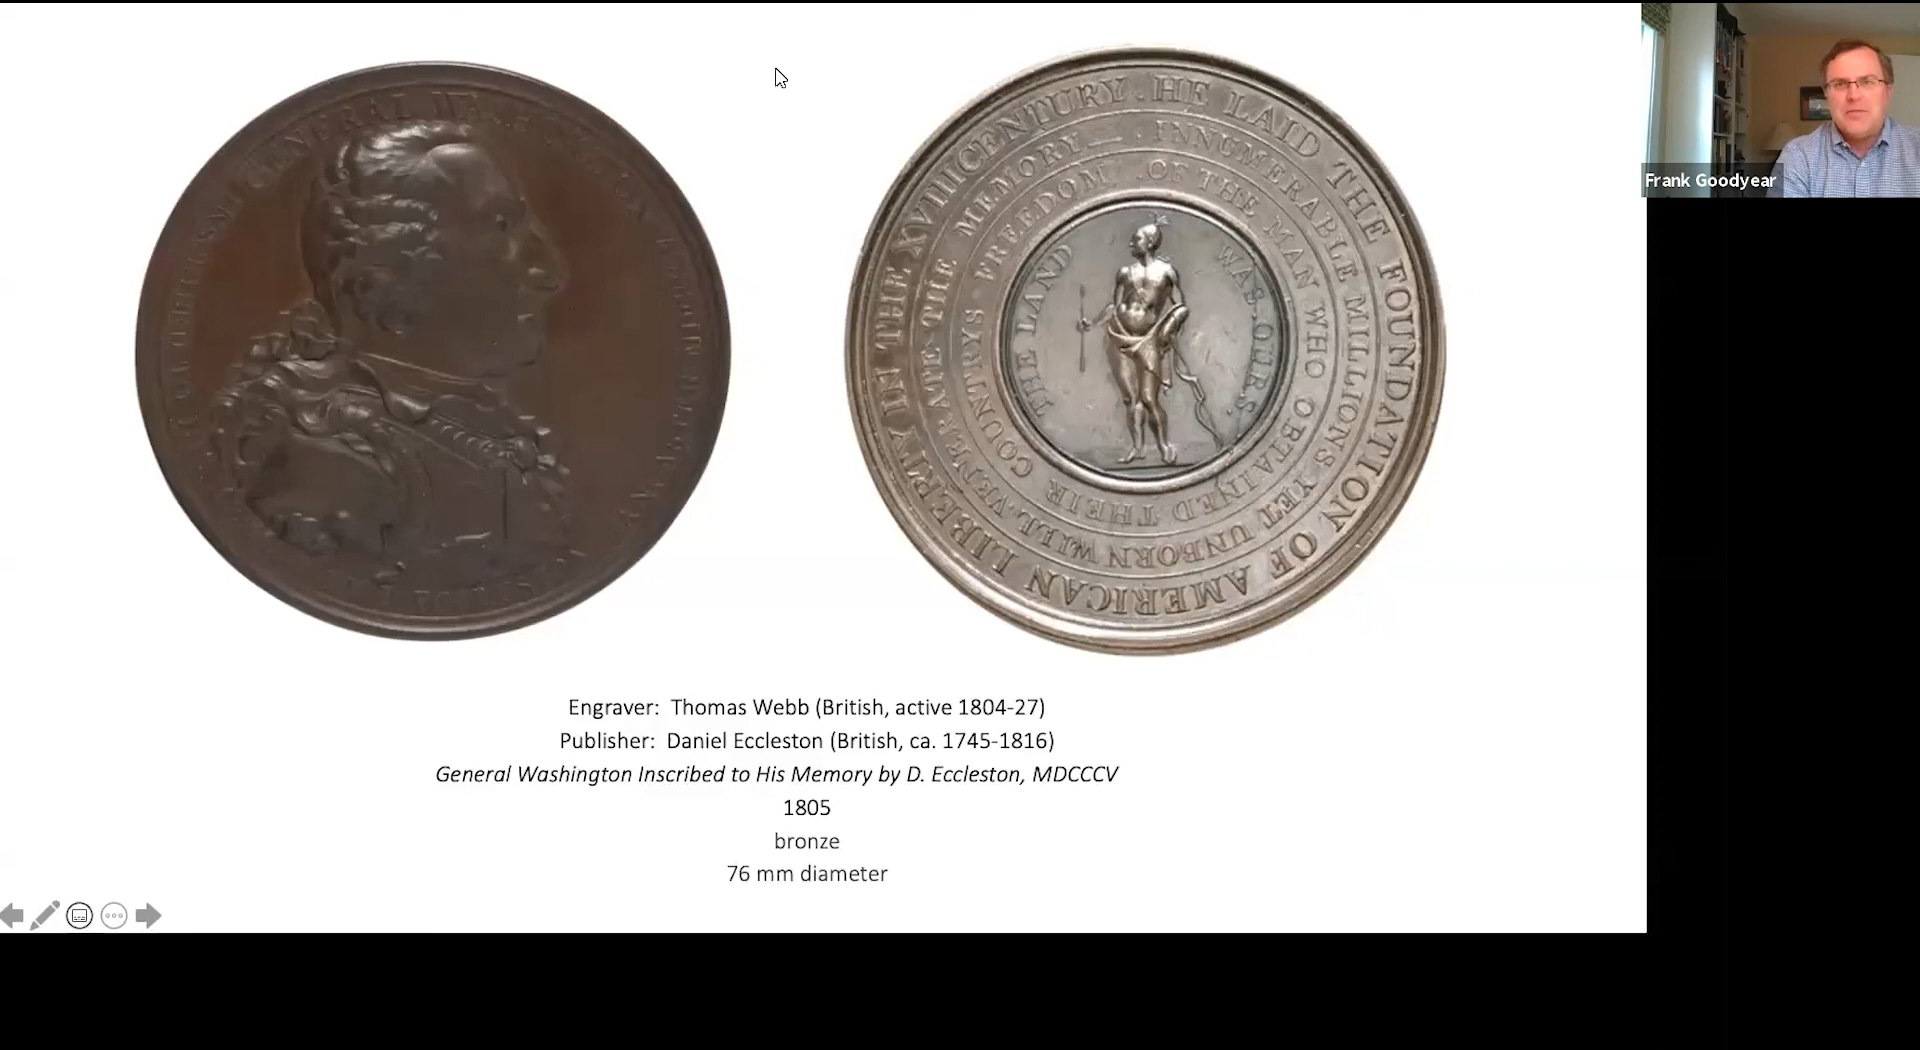 GENERAL WASHINGTON
HE LAID THE FOUNDATION OF AMERICAN LIBERTY IN THE XVIII CENTURY
INNUMERABLE MILLIONS YET UNBORN WILL VENERATE THE MEMORY
OF THE MAN WHO OBTAINED THEIR COUNTRYS FREEDOM
THE LAND WAS OURS.
Frank Goodyear
Engraver: Thomas Webb (British, active 1804-27)
Publisher: Daniel Eccleston (British, ca. 1745-1816)
General Washington Inscribed to His Memory by D. Eccleston, MDCCCV
1805
bronze
76 mm diameter